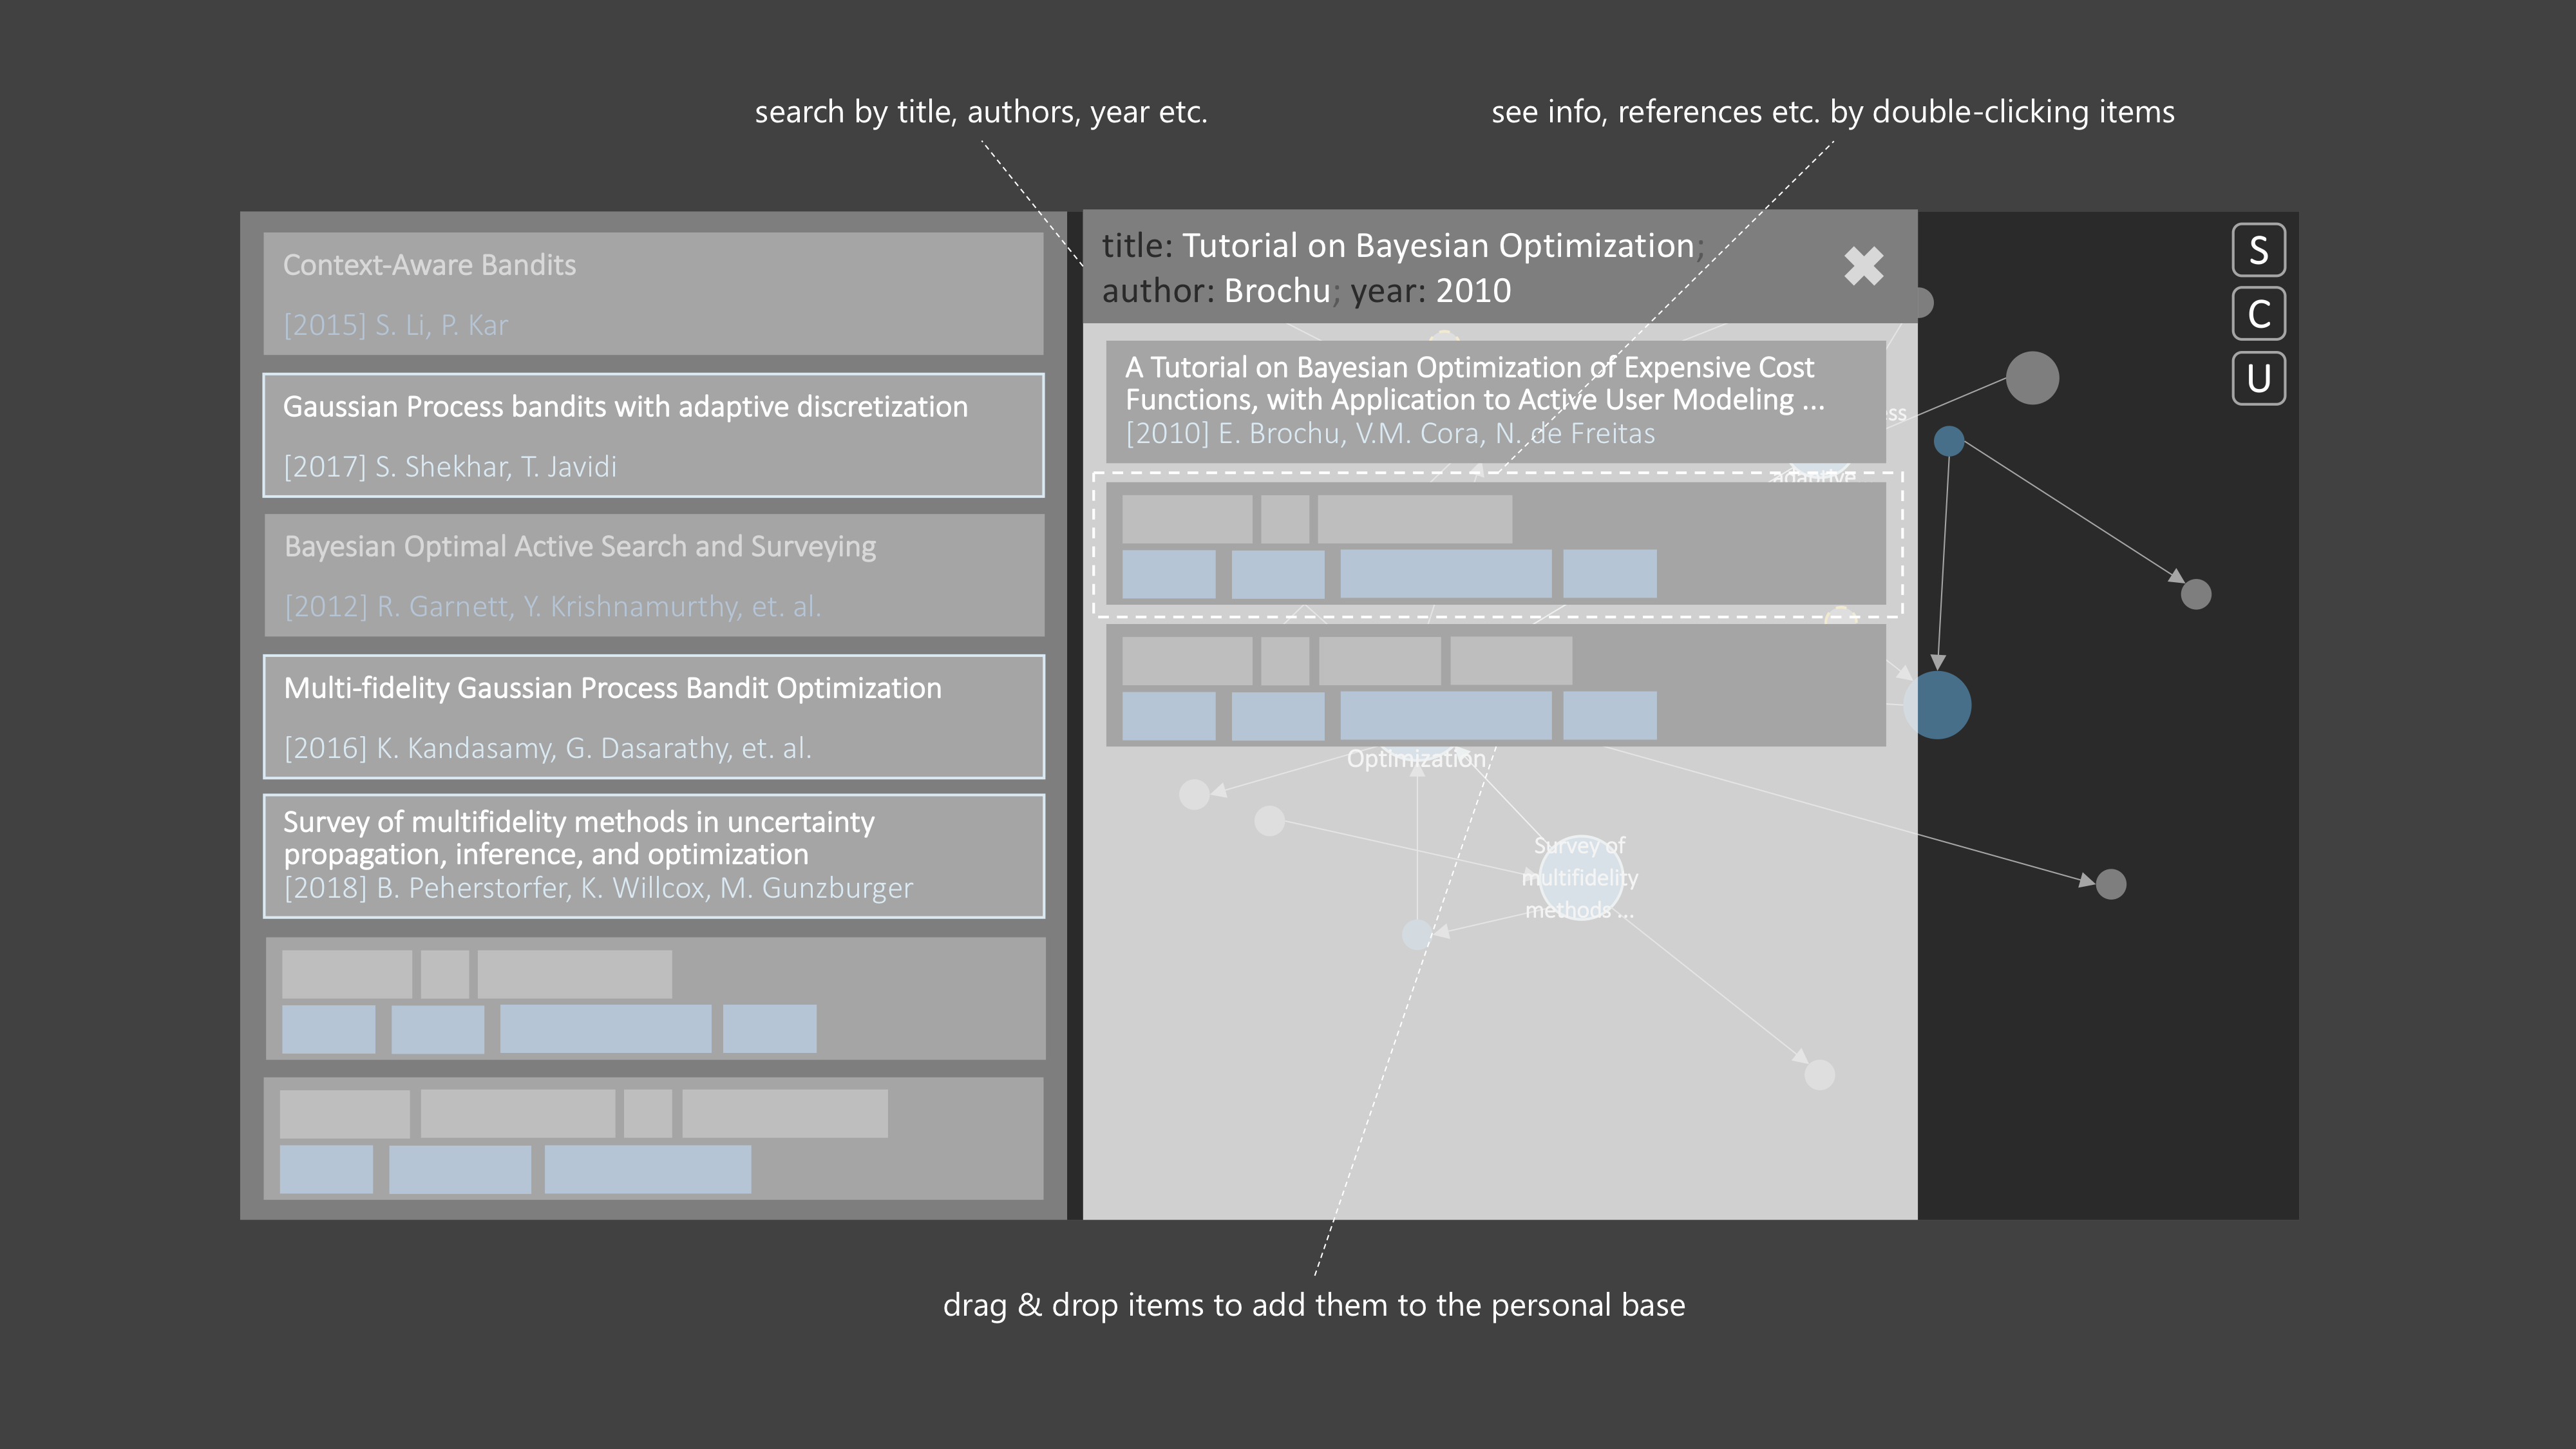 search by title, authors, year etc.
see info, references etc. by double-clicking items
Context-Aware Bandits
[2015] S. Li, P. Kar
Gaussian Process bandits with adaptive discretization
[2017] S. Shekhar, T. Javidi
Bayesian Optimal Active Search and Surveying
[2012] R. Garnett, Y. Krishnamurthy, et. al.
Multi-fidelity Gaussian Process Bandit Optimization
[2016] K. Kandasamy, G. Dasarathy, et. al.
Survey of multifidelity methods in uncertainty
propagation, inference, and optimization
[2018] B. Peherstorfer, K. Willcox, M. Gunzburger
title: Tutorial on Bayesian Optimization;
author: Brochu; year: 2010
A Tutorial on Bayesian Optimization of Expensive Cost
Functions, with Application to Active User Modeling ...
[2010] E. Brochu, V.M. Cora, N. de Freitas
adaptive
Optimization
Survey of
multifidelity
methods ...
S
C
U
drag & drop items to add them to the personal base